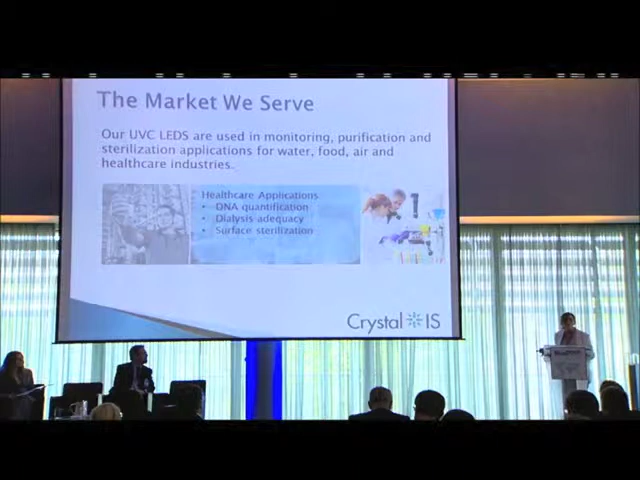 The Market We Serve
Our UVC LEDS are used in monitoring, purification and
sterilization applications for water, food, air and
healthcare industries.
Healthcare Applications
• DNA quantification
• Dialysis adequacy
• Surface sterilization
Crystal IS